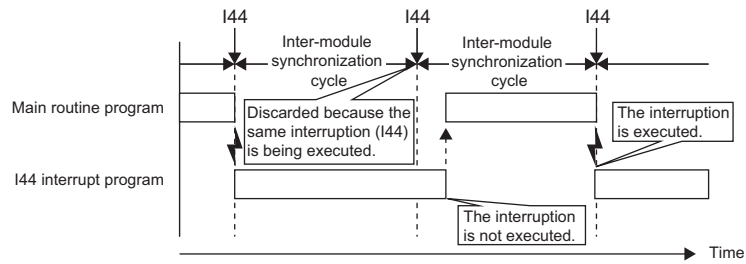 I44
I44
I44
Inter-module
synchronization
cycle
Inter-module
synchronization
cycle
Main routine program
Discarded because the
same interruption (I44)
is being executed.
The interruption
is executed.
I44 interrupt program
The interruption
is not executed.
Time